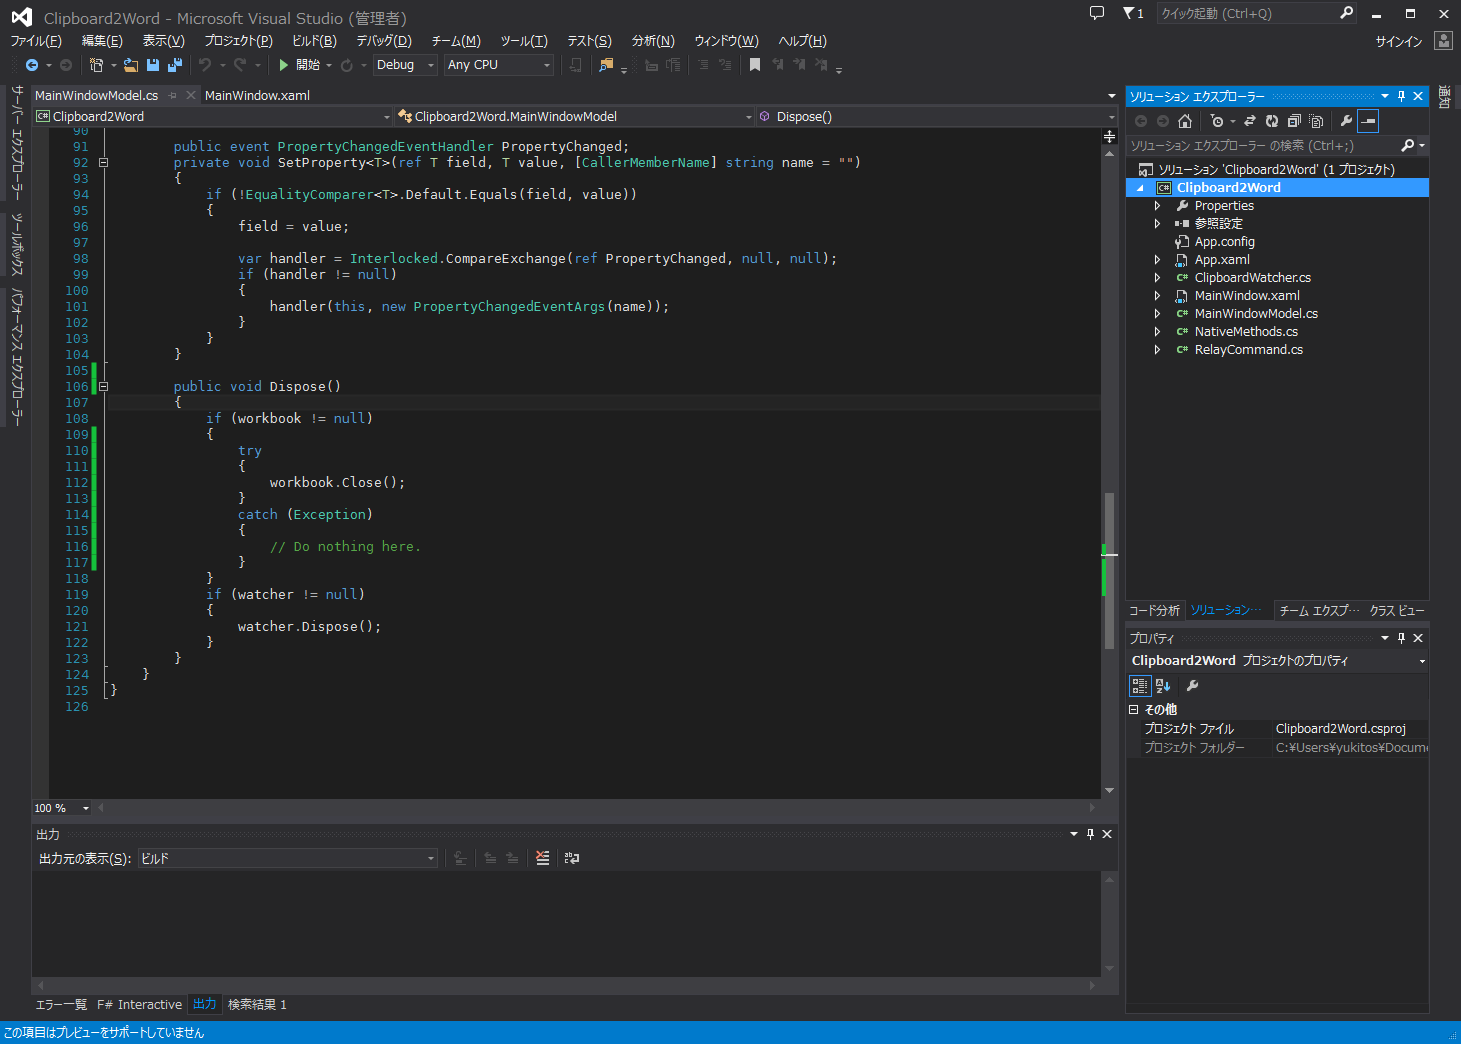 Clipboard2Word - Microsoft Visual Studio (管理者)
1
クイック起動 (Ctrl+Q)
ファイル(F) 編集(E) 表示(V) プロジェクト(P) ビルド(B) デバッグ(D) チーム(M) ツール(T) テスト(S) 分析(N) ウィンドウ(W) ヘルプ(H)
サインイン
開始 Debug Any CPU
サーバー エクスプローラー
ツールボックス
パフォーマンス エクスプローラー
MainWindowModel.cs MainWindow.xaml
C# Clipboard2Word Clipboard2Word.MainWindowModel Dispose()
90
91 public event PropertyChangedEventHandler PropertyChanged;
92 private void SetProperty<T>(ref T field, T value, [CallerMemberName] string name = "")
93 {
94 if (!EqualityComparer<T>.Default.Equals(field, value))
95 {
96 field = value;
97
98 var handler = Interlocked.CompareExchange(ref PropertyChanged, null, null);
99 if (handler != null)
100 {
101 handler(this, new PropertyChangedEventArgs(name));
102 }
103 }
104 }
105
106 public void Dispose()
107 {
108 if (workbook != null)
109 {
110 try
111 {
112 workbook.Close();
113 }
114 catch (Exception)
115 {
116 // Do nothing here.
117 }
118 }
119 if (watcher != null)
120 {
121 watcher.Dispose();
122 }
123 }
124 }
125 }
126
100 %
出力
出力元の表示(S): ビルド
エラー一覧 F# Interactive 出力 検索結果 1
この項目はプレビューをサポートしていません
ソリューション エクスプローラー
ソリューション エクスプローラー の検索 (Ctrl+;)
ソリューション 'Clipboard2Word' (1 プロジェクト)
C# Clipboard2Word
Properties
参照設定
App.config
App.xaml
C# ClipboardWatcher.cs
MainWindow.xaml
C# MainWindowModel.cs
C# NativeMethods.cs
C# RelayCommand.cs
コード分析 ソリューション… チーム エクスプ… クラス ビュー
プロパティ
Clipboard2Word プロジェクトのプロパティ
その他
プロジェクト ファイル Clipboard2Word.csproj
プロジェクト フォルダー C:¥Users¥yukitos¥Docume
通知